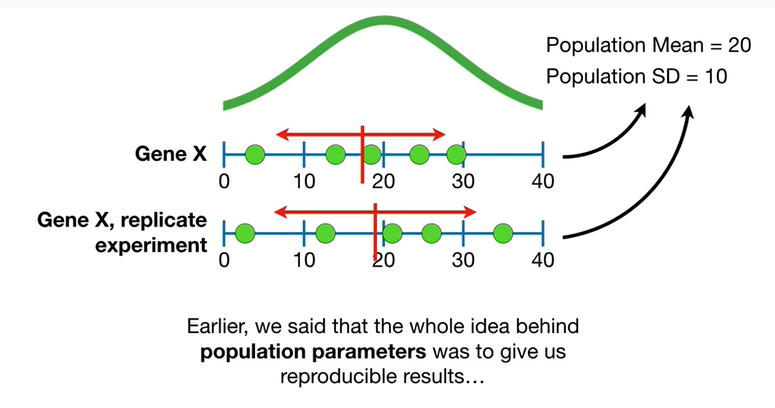 Population Mean = 20
Population SD = 10
Gene X
0 10 20 30 40
Gene X, replicate
experiment
0 10 20 30 40
Earlier, we said that the whole idea behind
population parameters was to give us
reproducible results…